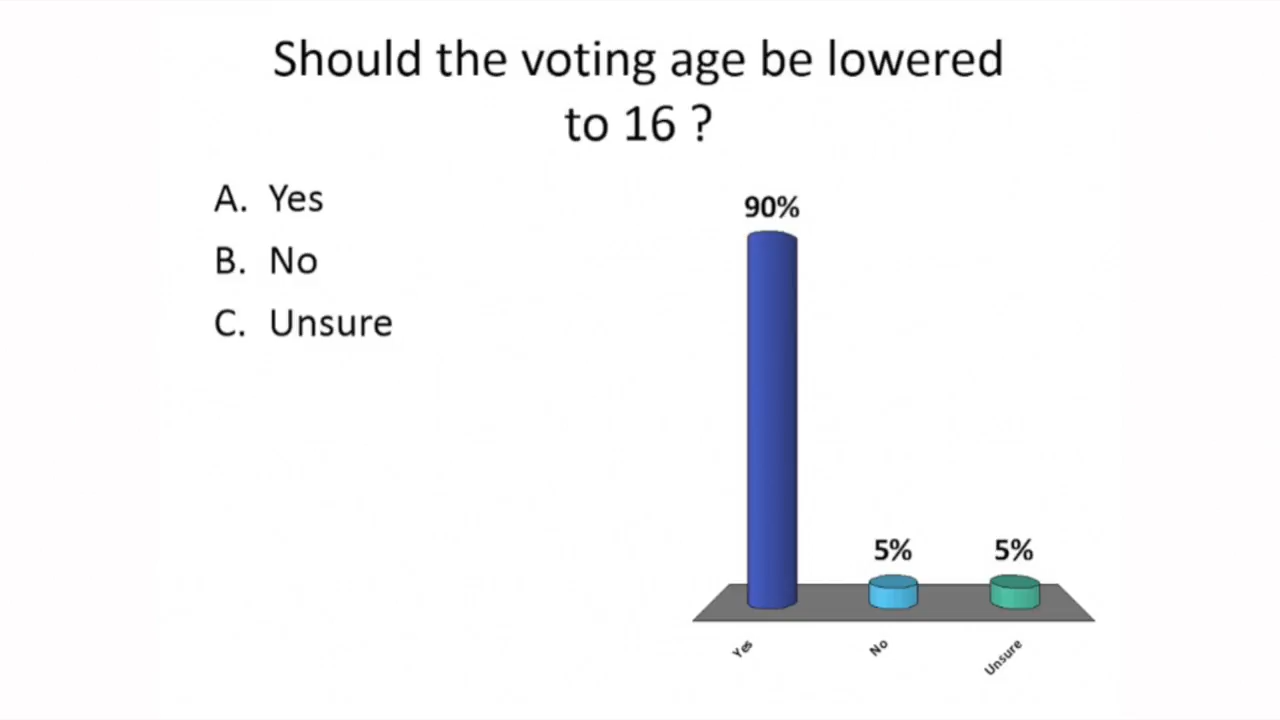 Should the voting age be lowered
to 16 ?
A. Yes
B. No
C. Unsure
90%
5%
5%
Yes
No
Unsure